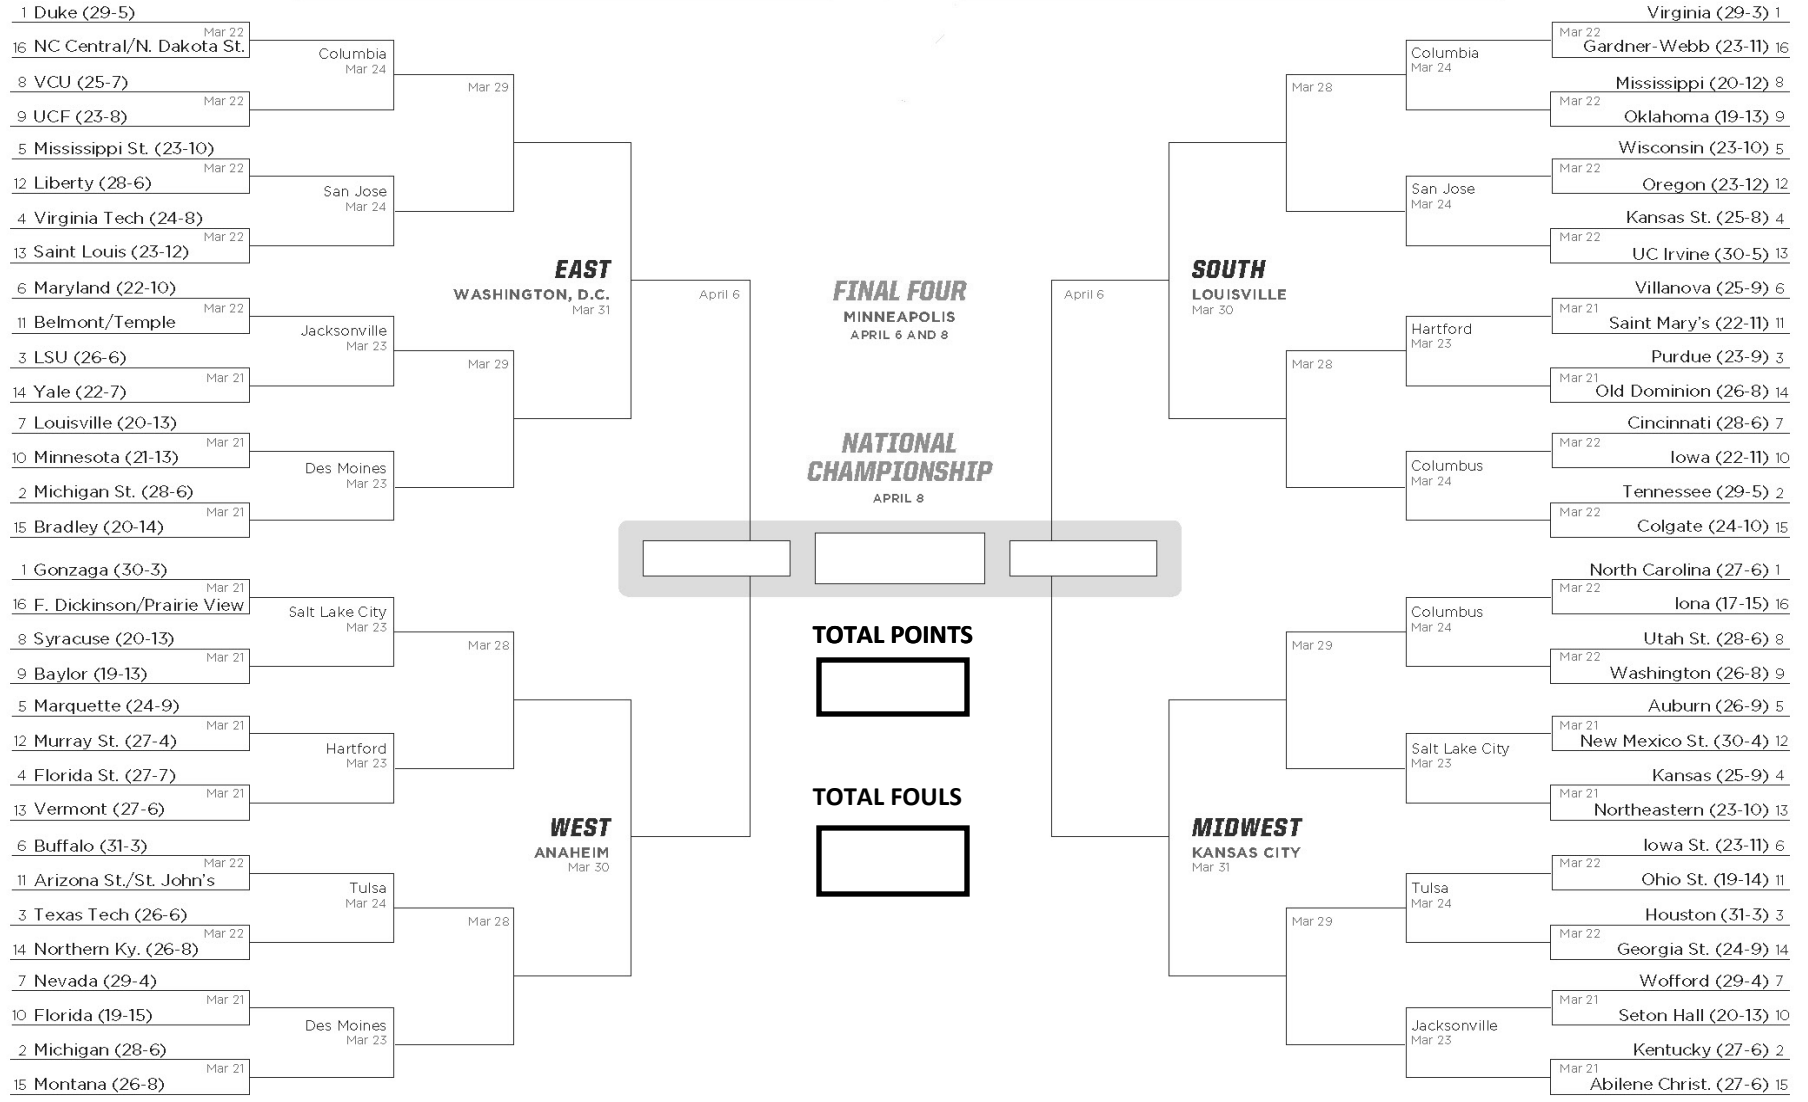 1 Duke (29-5)
Mar 22
16 NC Central/N. Dakota St.
Columbia
Mar 24
8 VCU (25-7)
Mar 22
9 UCF (23-8)
Mar 29
5 Mississippi St. (23-10)
Mar 22
12 Liberty (28-6)
San Jose
Mar 24
4 Virginia Tech (24-8)
Mar 22
13 Saint Louis (23-12)
EAST
WASHINGTON, D.C.
Mar 31
6 Maryland (22-10)
Mar 22
11 Belmont/Temple
Jacksonville
Mar 23
3 LSU (26-6)
Mar 21
14 Yale (22-7)
Mar 29
7 Louisville (20-13)
Mar 21
10 Minnesota (21-13)
Des Moines
Mar 23
2 Michigan St. (28-6)
Mar 21
15 Bradley (20-14)
April 6
1 Gonzaga (30-3)
Mar 21
16 F. Dickinson/Prairie View
Salt Lake City
Mar 23
8 Syracuse (20-13)
Mar 21
9 Baylor (19-13)
Mar 28
5 Marquette (24-9)
Mar 21
12 Murray St. (27-4)
Hartford
Mar 23
4 Florida St. (27-7)
Mar 21
13 Vermont (27-6)
WEST
ANAHEIM
Mar 30
6 Buffalo (31-3)
Mar 22
11 Arizona St./St. John's
Tulsa
Mar 24
3 Texas Tech (26-6)
Mar 22
14 Northern Ky. (26-8)
Mar 28
7 Nevada (29-4)
Mar 21
10 Florida (19-15)
Des Moines
Mar 23
2 Michigan (28-6)
Mar 21
15 Montana (26-8)
FINAL FOUR
MINNEAPOLIS
APRIL 6 AND 8
NATIONAL
CHAMPIONSHIP
APRIL 8
TOTAL POINTS
TOTAL FOULS
Virginia (29-3) 1
Mar 22
Gardner-Webb (23-11) 16
Columbia
Mar 24
Mississippi (20-12) 8
Mar 22
Oklahoma (19-13) 9
Mar 28
Wisconsin (23-10) 5
Mar 22
Oregon (23-12) 12
San Jose
Mar 24
Kansas St. (25-8) 4
Mar 22
UC Irvine (30-5) 13
SOUTH
LOUISVILLE
Mar 30
April 6
Villanova (25-9) 6
Mar 21
Saint Mary's (22-11) 11
Hartford
Mar 23
Purdue (23-9) 3
Mar 21
Old Dominion (26-8) 14
Mar 28
Cincinnati (28-6) 7
Mar 22
Iowa (22-11) 10
Columbus
Mar 24
Tennessee (29-5) 2
Mar 22
Colgate (24-10) 15
North Carolina (27-6) 1
Mar 22
Iona (17-15) 16
Columbus
Mar 24
Utah St. (28-6) 8
Mar 22
Washington (26-8) 9
Mar 29
Auburn (26-9) 5
Mar 21
New Mexico St. (30-4) 12
Salt Lake City
Mar 23
Kansas (25-9) 4
Mar 21
Northeastern (23-10) 13
MIDWEST
KANSAS CITY
Mar 31
Iowa St. (23-11) 6
Mar 22
Ohio St. (19-14) 11
Tulsa
Mar 24
Houston (31-3) 3
Mar 22
Georgia St. (24-9) 14
Mar 29
Wofford (29-4) 7
Mar 21
Seton Hall (20-13) 10
Jacksonville
Mar 23
Kentucky (27-6) 2
Mar 21
Abilene Christ. (27-6) 15